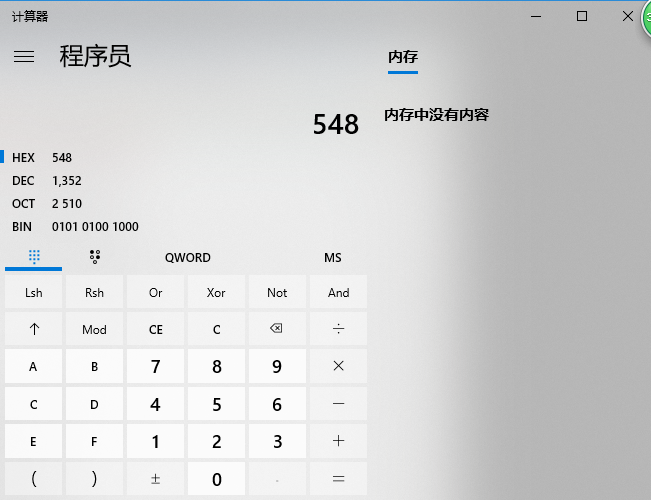 计算器
程序员
内存
548
内存中没有内容
HEX 548
DEC 1,352
OCT 2 510
BIN 0101 0100 1000
QWORD MS
Lsh Rsh Or Xor Not And
↑ Mod CE C ⌫ ÷
A B 7 8 9 ×
C D 4 5 6 −
E F 1 2 3 +
( ) ± 0 . =